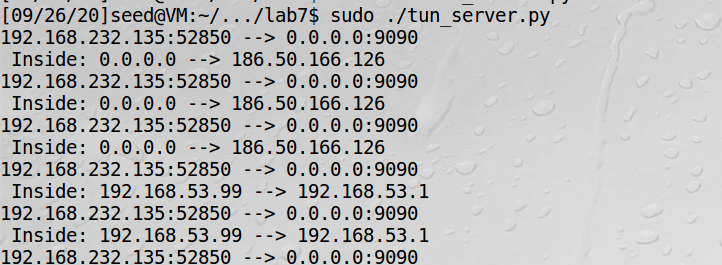 [09/26/20]seed@VM:~/.../lab7$ sudo ./tun_server.py
192.168.232.135:52850 --> 0.0.0.0:9090
 Inside: 0.0.0.0 --> 186.50.166.126
192.168.232.135:52850 --> 0.0.0.0:9090
 Inside: 0.0.0.0 --> 186.50.166.126
192.168.232.135:52850 --> 0.0.0.0:9090
 Inside: 0.0.0.0 --> 186.50.166.126
192.168.232.135:52850 --> 0.0.0.0:9090
 Inside: 192.168.53.99 --> 192.168.53.1
192.168.232.135:52850 --> 0.0.0.0:9090
 Inside: 192.168.53.99 --> 192.168.53.1
192.168.232.135:52850 --> 0.0.0.0:9090